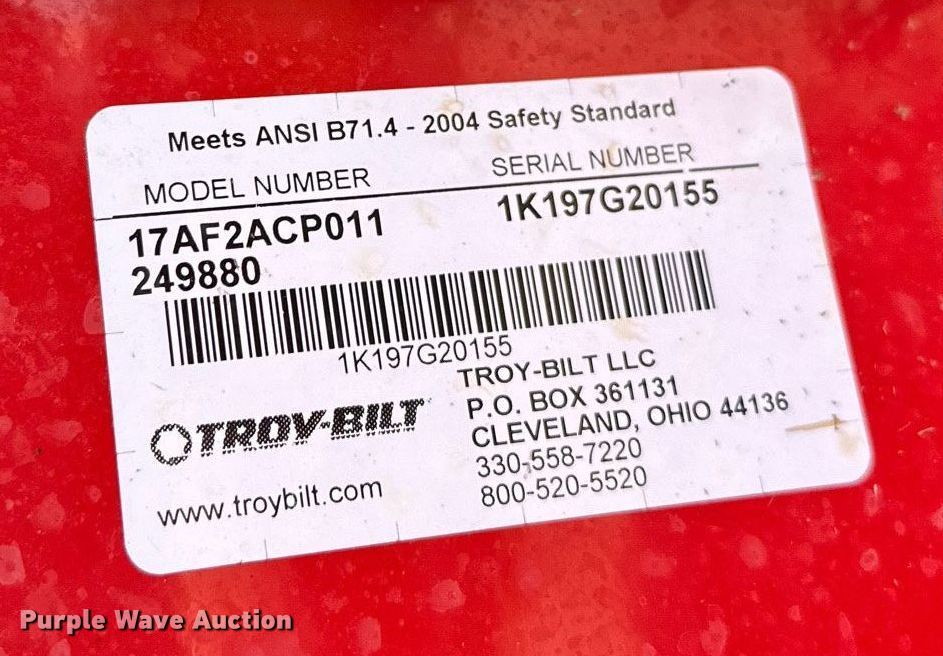 Meets ANSI B71.4 - 2004 Safety Standard
MODEL NUMBER SERIAL NUMBER
17AF2ACP011 1K197G20155
249880
1K197G20155
TROY-BILT LLC
P.O. BOX 361131
CLEVELAND, OHIO 44136
330-558-7220
800-520-5520
TROY-BILT
www.troybilt.com
Purple Wave Auction